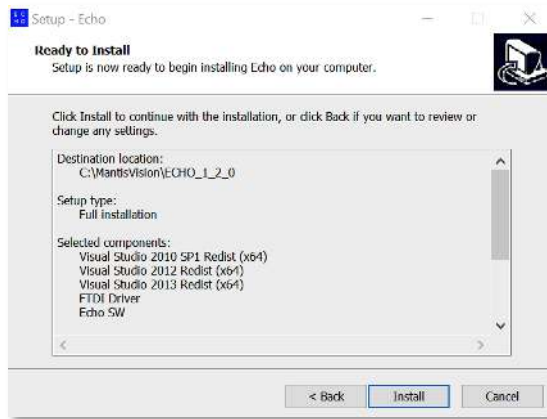 Setup - Echo
Ready to Install
Setup is now ready to begin installing Echo on your computer.
Click Install to continue with the installation, or click Back if you want to review or
change any settings.
Destination location:
C:\MantisVision\ECHO_1_2_0
Setup type:
Full installation
Selected components:
Visual Studio 2010 SP1 Redist (x64)
Visual Studio 2012 Redist (x64)
Visual Studio 2013 Redist (x64)
FTDI Driver
Echo SW
< Back Install Cancel